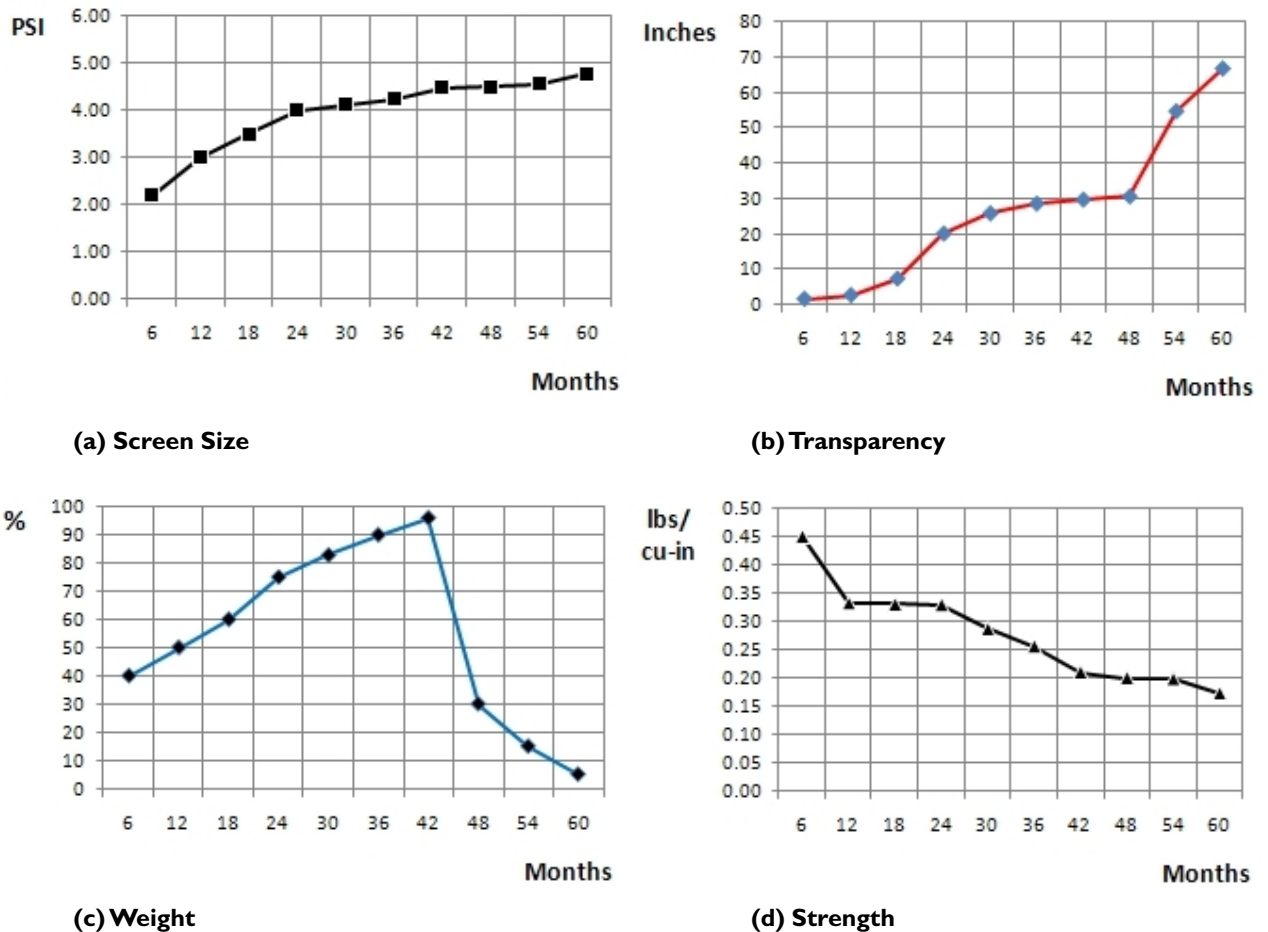 PSI
6.00
5.00
4.00
3.00
2.00
1.00
0.00
6 12 18 24 30 36 42 48 54 60
Months
(a) Screen Size
Inches
80
70
60
50
40
30
20
10
0
6 12 18 24 30 36 42 48 54 60
Months
(b) Transparency
%
100
90
80
70
60
50
40
30
20
10
0
6 12 18 24 30 36 42 48 54 60
Months
(c) Weight
lbs/
cu-in
0.50
0.45
0.40
0.35
0.30
0.25
0.20
0.15
0.10
0.05
0.00
6 12 18 24 30 36 42 48 54 60
Months
(d) Strength